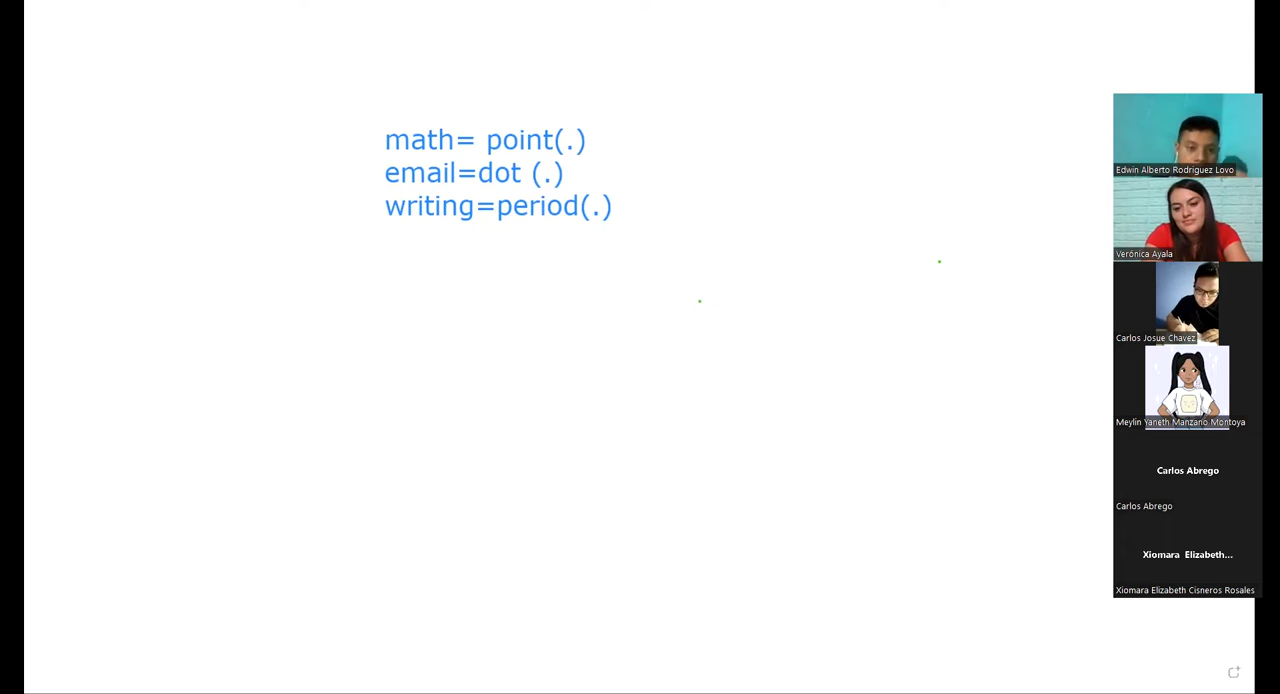 math= point(.)
email=dot (.)
writing=period(.)
Edwin Alberto Rodriguez Lovo
Verónica Ayala
Carlos Josue Chavez
Meylin Yaneth Manzano Montoya
Carlos Abrego
Carlos Abrego
Xiomara Elizabeth...
Xiomara Elizabeth Cisneros Rosales